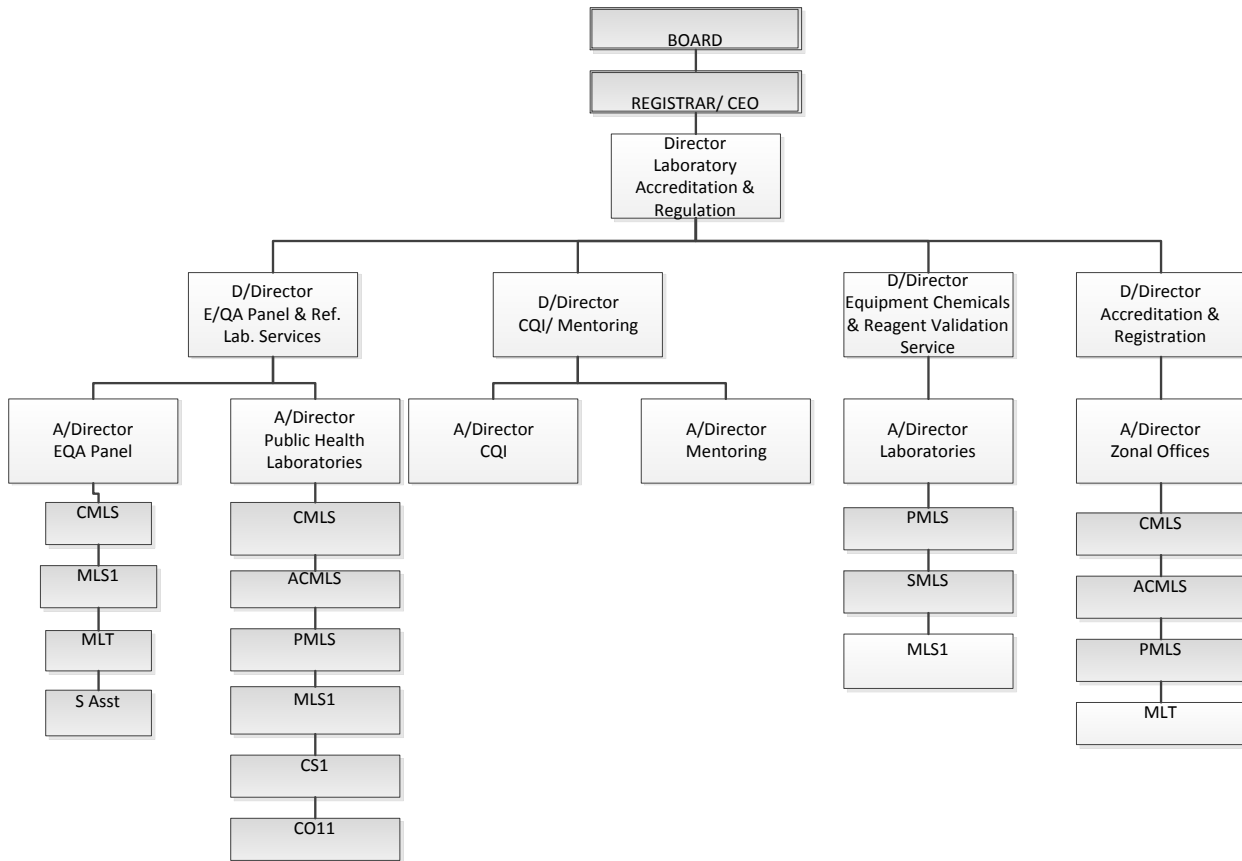 BOARD
REGISTRAR/ CEO
Director
Laboratory
Accreditation &
Regulation
D/Director
E/QA Panel & Ref.
Lab. Services
D/Director
CQI/ Mentoring
D/Director
Equipment Chemicals
& Reagent Validation
Service
D/Director
Accreditation &
Registration
A/Director
EQA Panel
A/Director
Public Health
Laboratories
A/Director
CQI
A/Director
Mentoring
A/Director
Laboratories
A/Director
Zonal Offices
CMLS
MLS1
MLT
S Asst
CMLS
ACMLS
PMLS
MLS1
CS1
CO11
PMLS
SMLS
MLS1
CMLS
ACMLS
PMLS
MLT